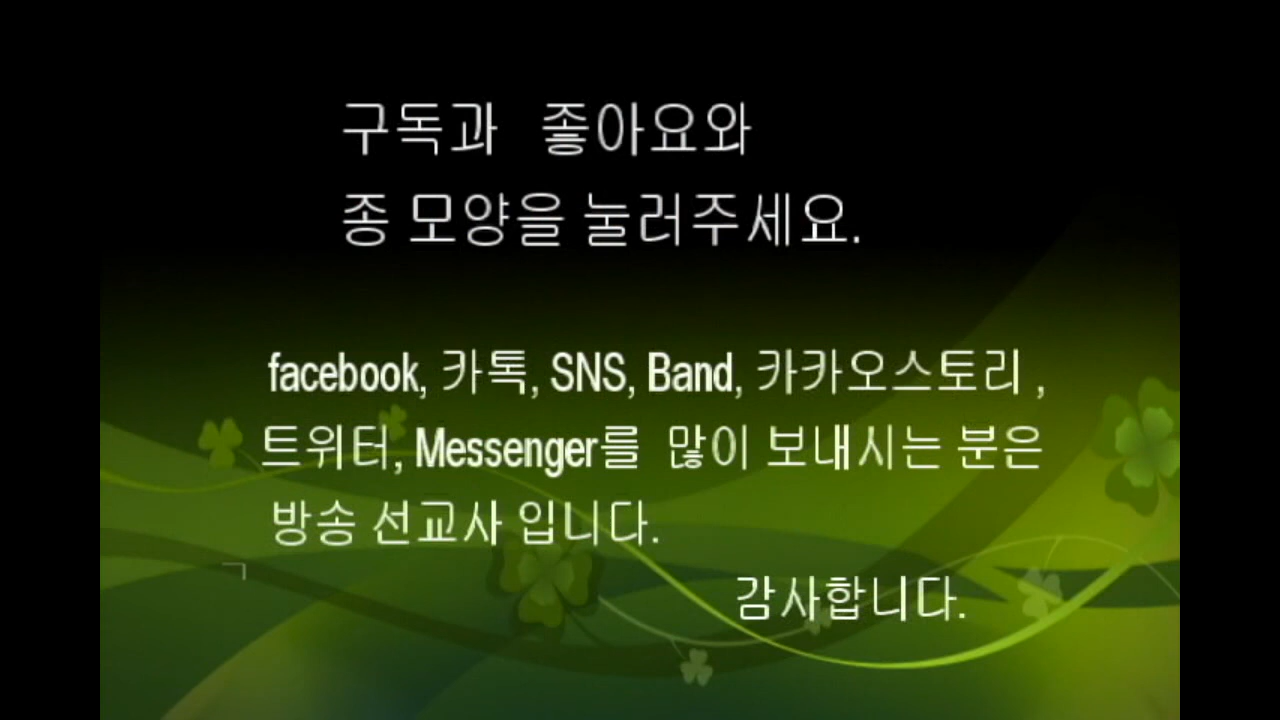 구독과 좋아요와
종 모양을 눌러주세요.
facebook, 카톡, SNS, Band, 카카오스토리 ,
트위터, Messenger를 많이 보내시는 분은
방송 선교사 입니다.
감사합니다.